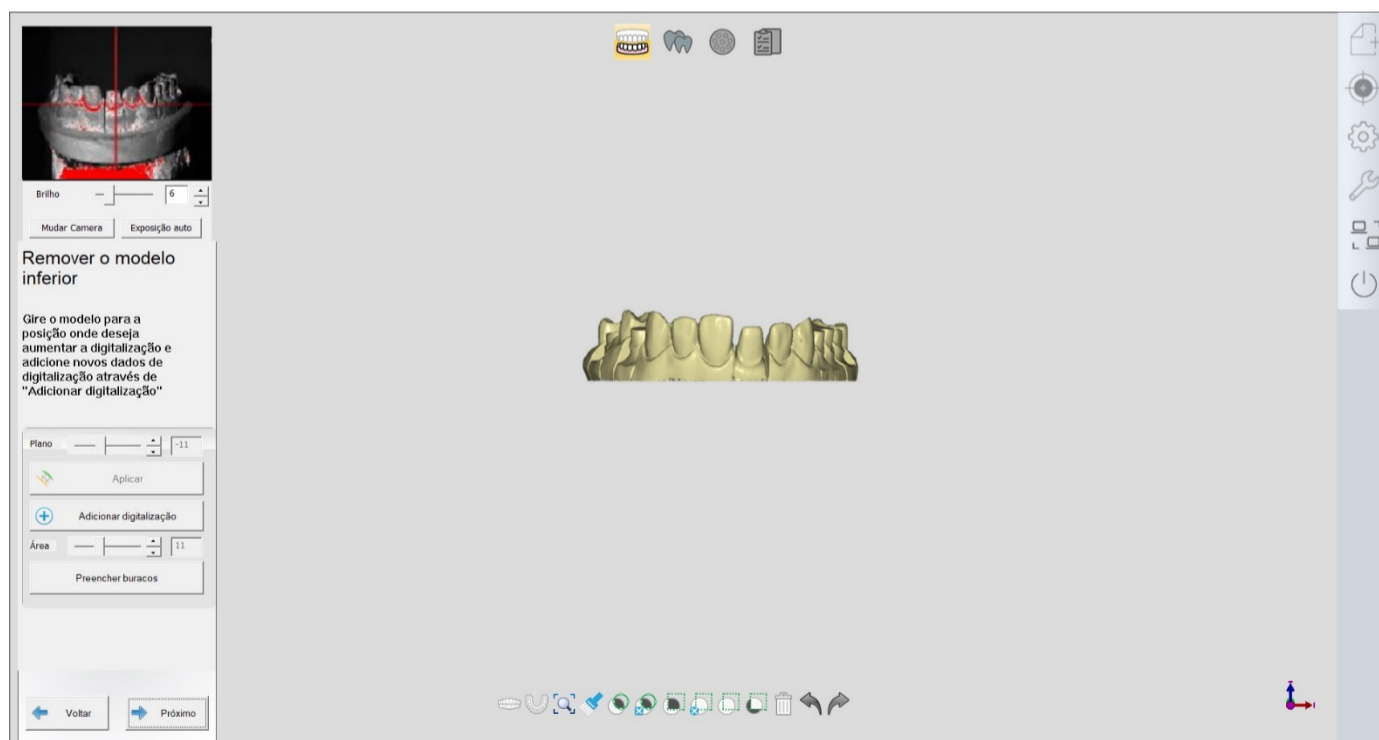 Brilho
6
Mudar Camera
Exposição auto
Remover o modelo
inferior
Gire o modelo para a
posição onde deseja
aumentar a digitalização e
adicione novos dados de
digitalização através de
"Adicionar digitalização"
Plano
-11
Aplicar
Adicionar digitalização
Área
11
Preencher buracos
Voltar
Próximo